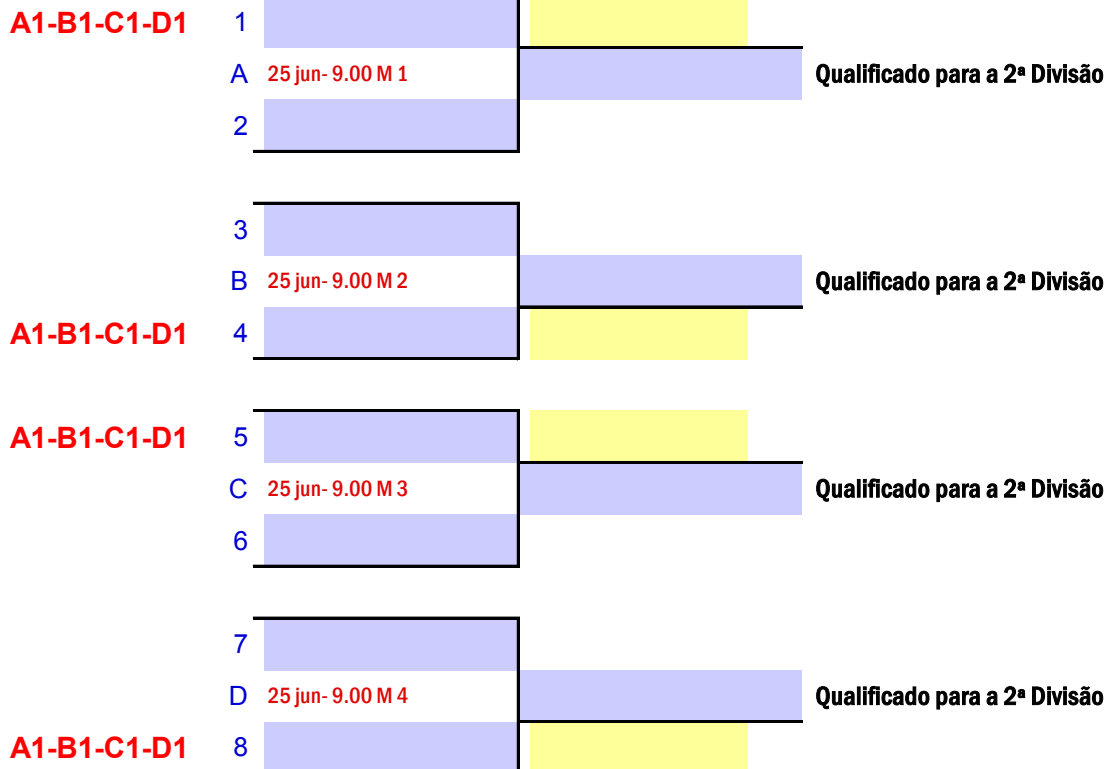 A1-B1-C1-D1 1
A 25 jun- 9.00 M 1 Qualificado para a 2ª Divisão
2
3
B 25 jun- 9.00 M 2 Qualificado para a 2ª Divisão
A1-B1-C1-D1 4
A1-B1-C1-D1 5
C 25 jun- 9.00 M 3 Qualificado para a 2ª Divisão
6
7
D 25 jun- 9.00 M 4 Qualificado para a 2ª Divisão
A1-B1-C1-D1 8